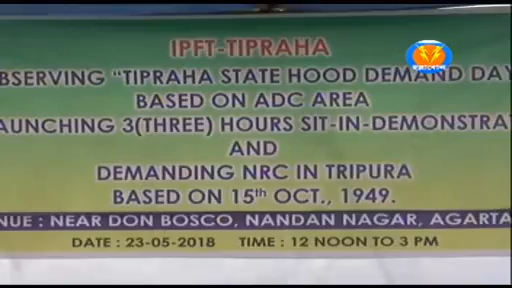 IPFT-TIPRAHA
BSERVING "TIPRAHA STATE HOOD DEMAND DAY
BASED ON ADC AREA
AUNCHING 3(THREE) HOURS SIT-IN-DEMONSTRAT
AND
DEMANDING NRC IN TRIPURA
BASED ON 15th OCT., 1949.
NUE : NEAR DON BOSCO, NANDAN NAGAR, AGARTA
DATE : 23-05-2018 TIME : 12 NOON TO 3 PM